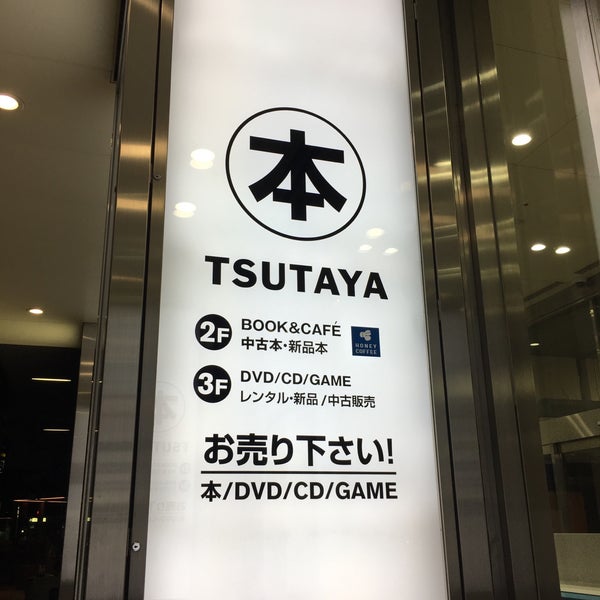 本
TSUTAYA
2F BOOK&CAFÉ
中古本・新品本
HONEY
COFFEE
3F DVD/CD/GAME
レンタル・新品/中古販売
お売り下さい!
本/DVD/CD/GAME